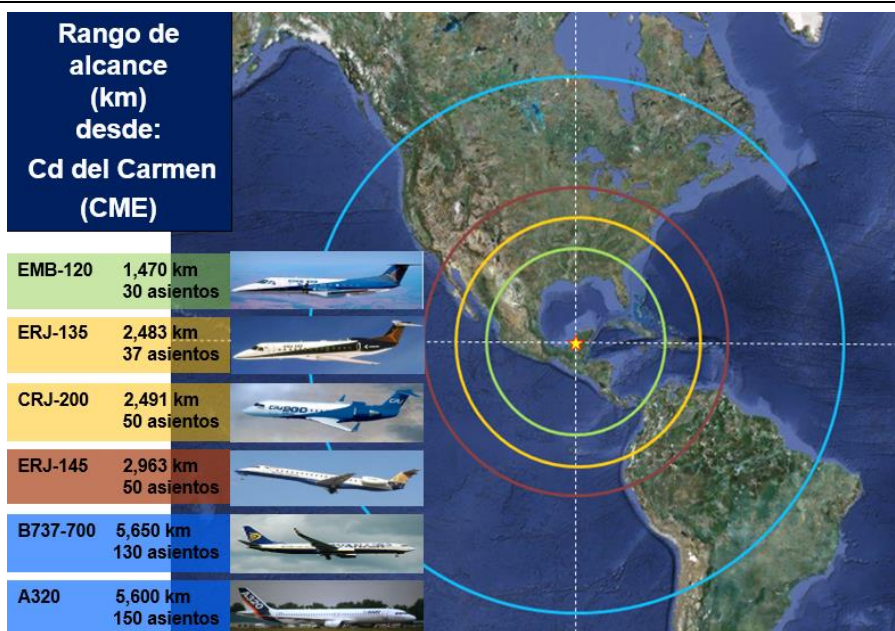 Rango de
alcance
(km)
desde:
Cd del Carmen
(CME)
EMB-120 1,470 km
30 asientos
ERJ-135 2,483 km
37 asientos
CRJ-200 2,491 km
50 asientos
ERJ-145 2,963 km
50 asientos
B737-700 5,650 km
130 asientos
A320 5,600 km
150 asientos